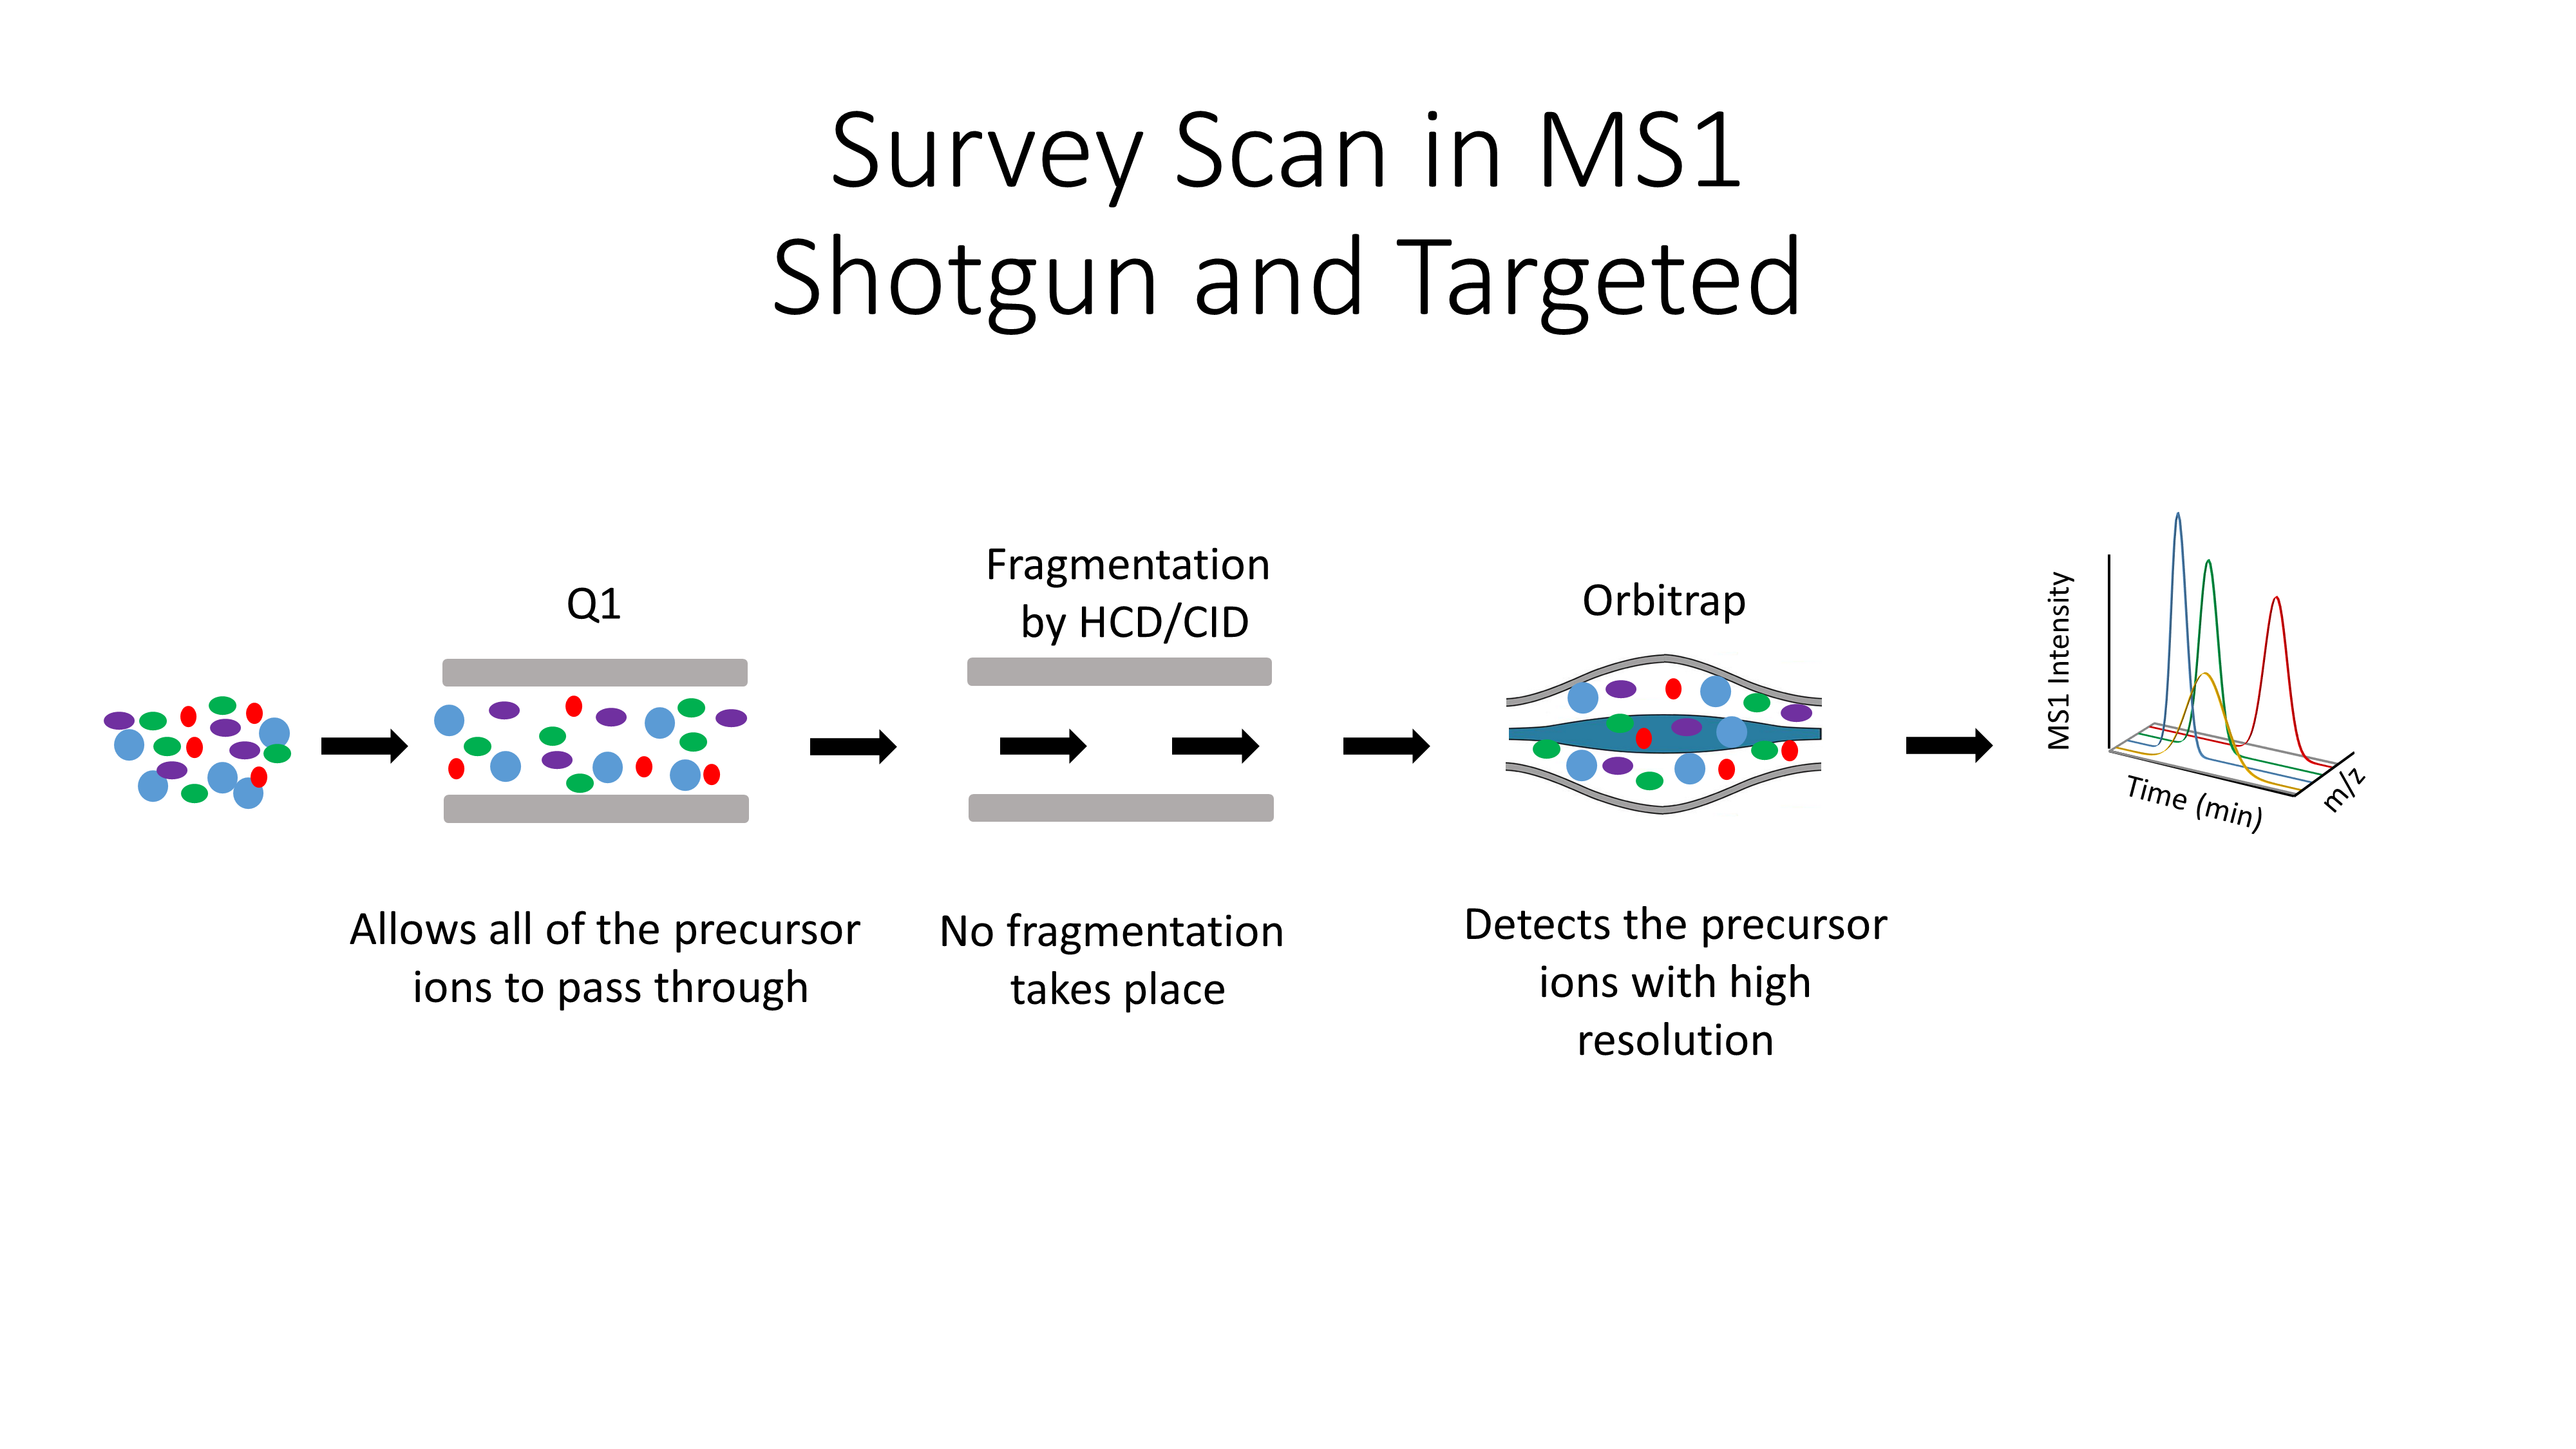 Survey Scan in MS1
Shotgun and Targeted
Q1
Fragmentation
by HCD/CID
Orbitrap
MS1 Intensity
Time (min)
m/z
Allows all of the precursor
ions to pass through
No fragmentation
takes place
Detects the precursor
ions with high
resolution